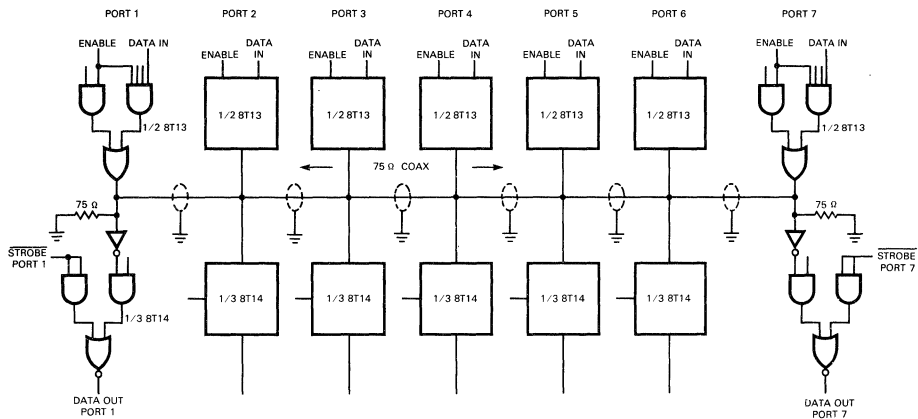 PORT 1 PORT 2 PORT 3 PORT 4 PORT 5 PORT 6 PORT 7
ENABLE DATA IN
ENABLE DATA IN
ENABLE DATA IN
ENABLE DATA IN
ENABLE DATA IN
ENABLE DATA IN
ENABLE DATA IN
1/2 8T13
1/2 8T13
1/2 8T13
1/2 8T13
1/2 8T13
1/2 8T13
1/2 8T13
75 Ω COAX
75 Ω
75 Ω
STROBE
PORT 1
STROBE
PORT 7
1/3 8T14
1/3 8T14
1/3 8T14
1/3 8T14
1/3 8T14
1/3 8T14
DATA OUT
PORT 1
DATA OUT
PORT 7